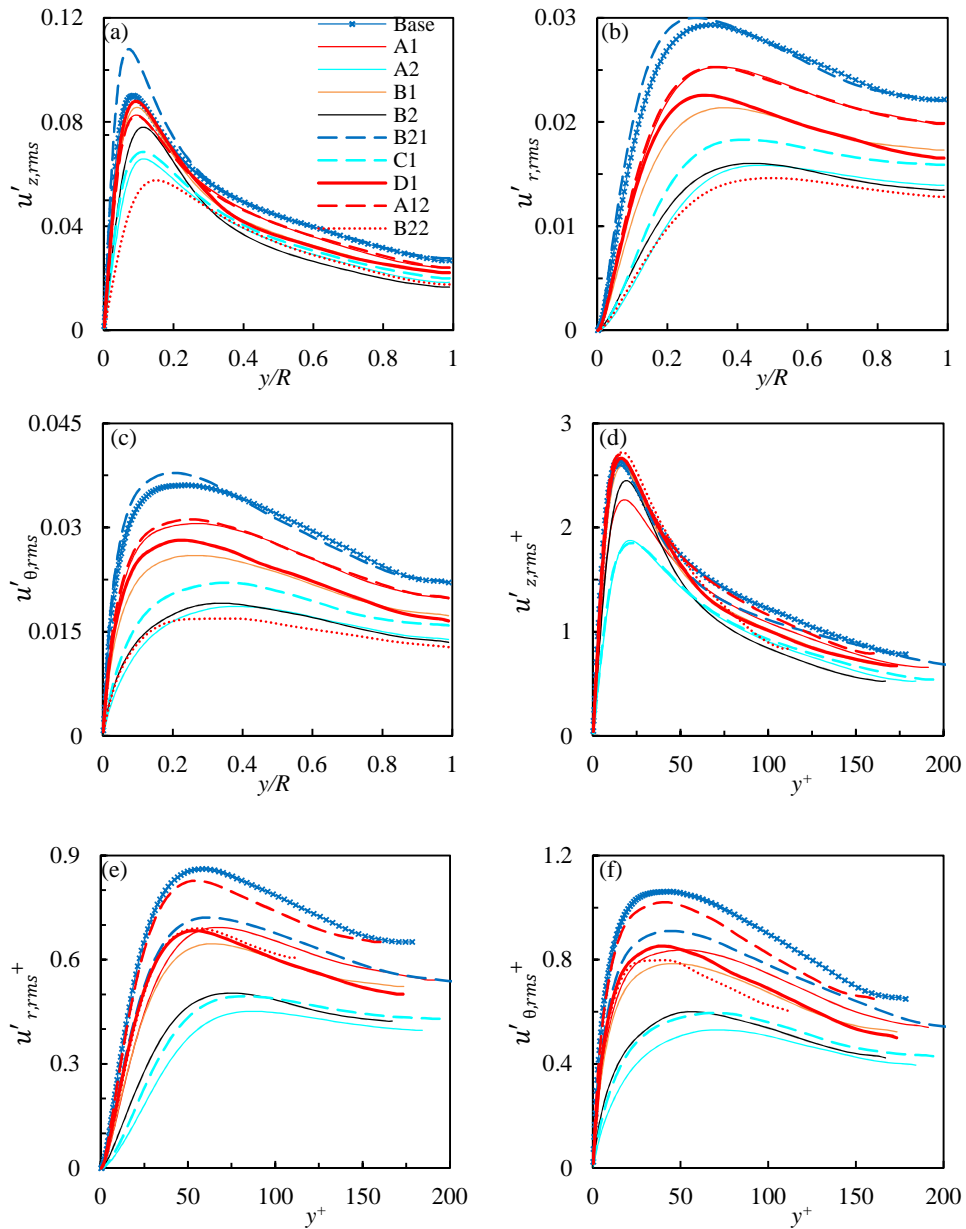 (a)
Base
A1
A2
B1
B2
B21
C1
D1
A12
B22
0.12
0.08
0.04
0
u′z,rms
0 0.2 0.4 0.6 0.8 1
y/R
(b)
0.03
0.02
0.01
0
u′r,rms
0 0.2 0.4 0.6 0.8 1
y/R
(c)
0.045
0.03
0.015
0
u′θ,rms
0 0.2 0.4 0.6 0.8 1
y/R
(d)
3
2
1
0
u′z,rms+
0 50 100 150 200
y+
(e)
0.9
0.6
0.3
0
u′r,rms+
0 50 100 150 200
y+
(f)
1.2
0.8
0.4
0
u′θ,rms+
0 50 100 150 200
y+